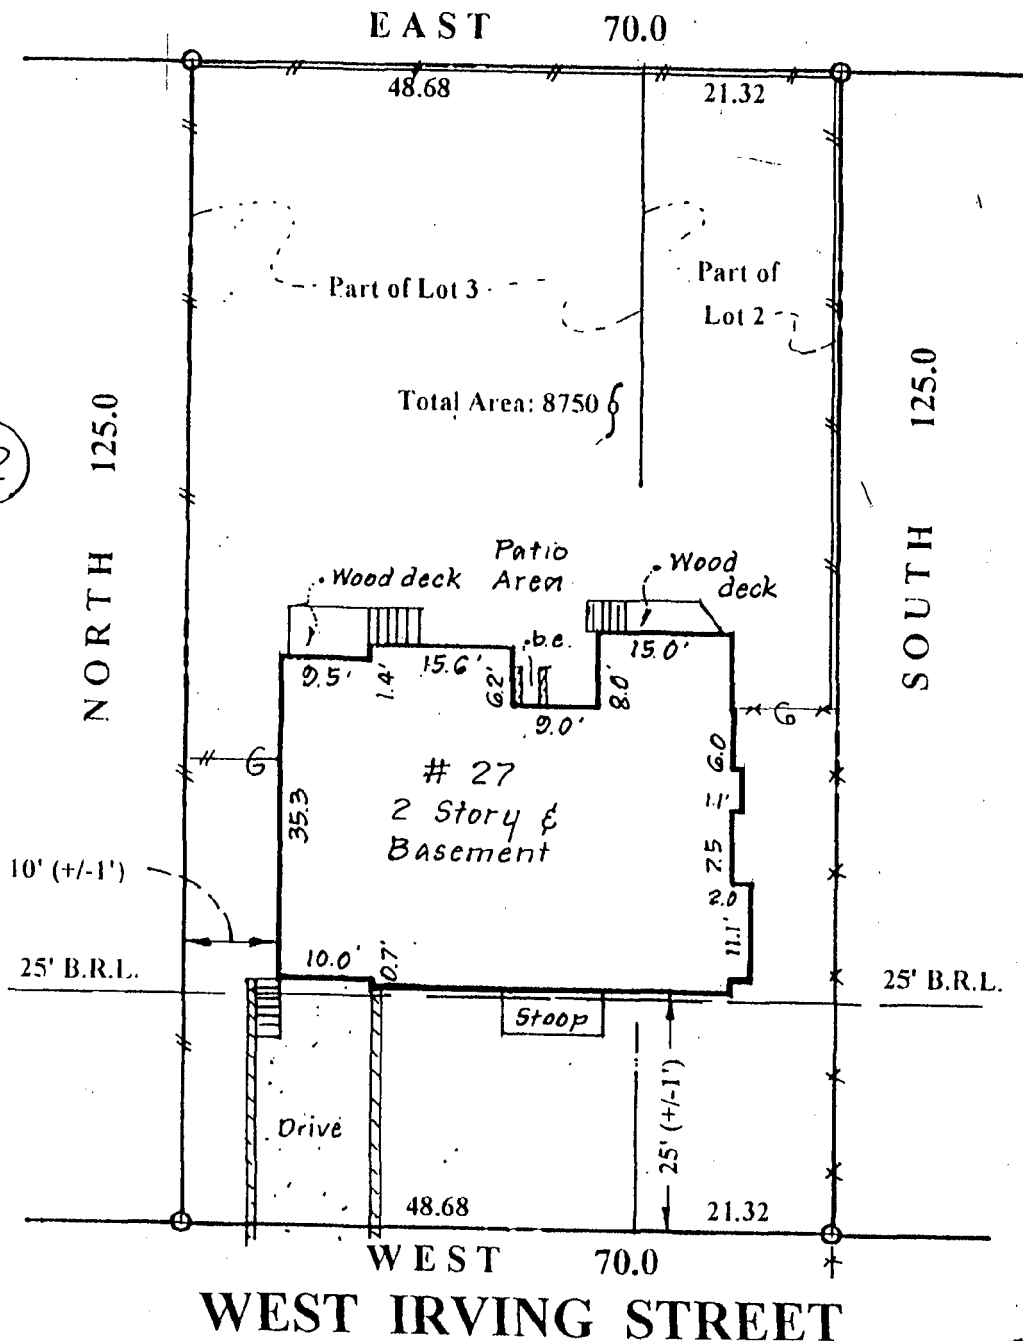 EAST 70.0
48.68 21.32
Part of Lot 3
Part of
Lot 2
Total Area: 8750
NORTH 125.0
SOUTH 125.0
Patio
Area
Wood deck
Wood
deck
b.e.
9.5' 1.4' 15.6' 6.2' 9.0' 8.0' 15.0'
G
G
6.0
# 27
2 Story &
Basement
35.3
1.1'
7.5
2.0
11.1'
10' (+/-1')
10.0' 0.7'
25' B.R.L.
25' B.R.L.
Stoop
25' (+/-1')
Drive
48.68 21.32
WEST 70.0
WEST IRVING STREET